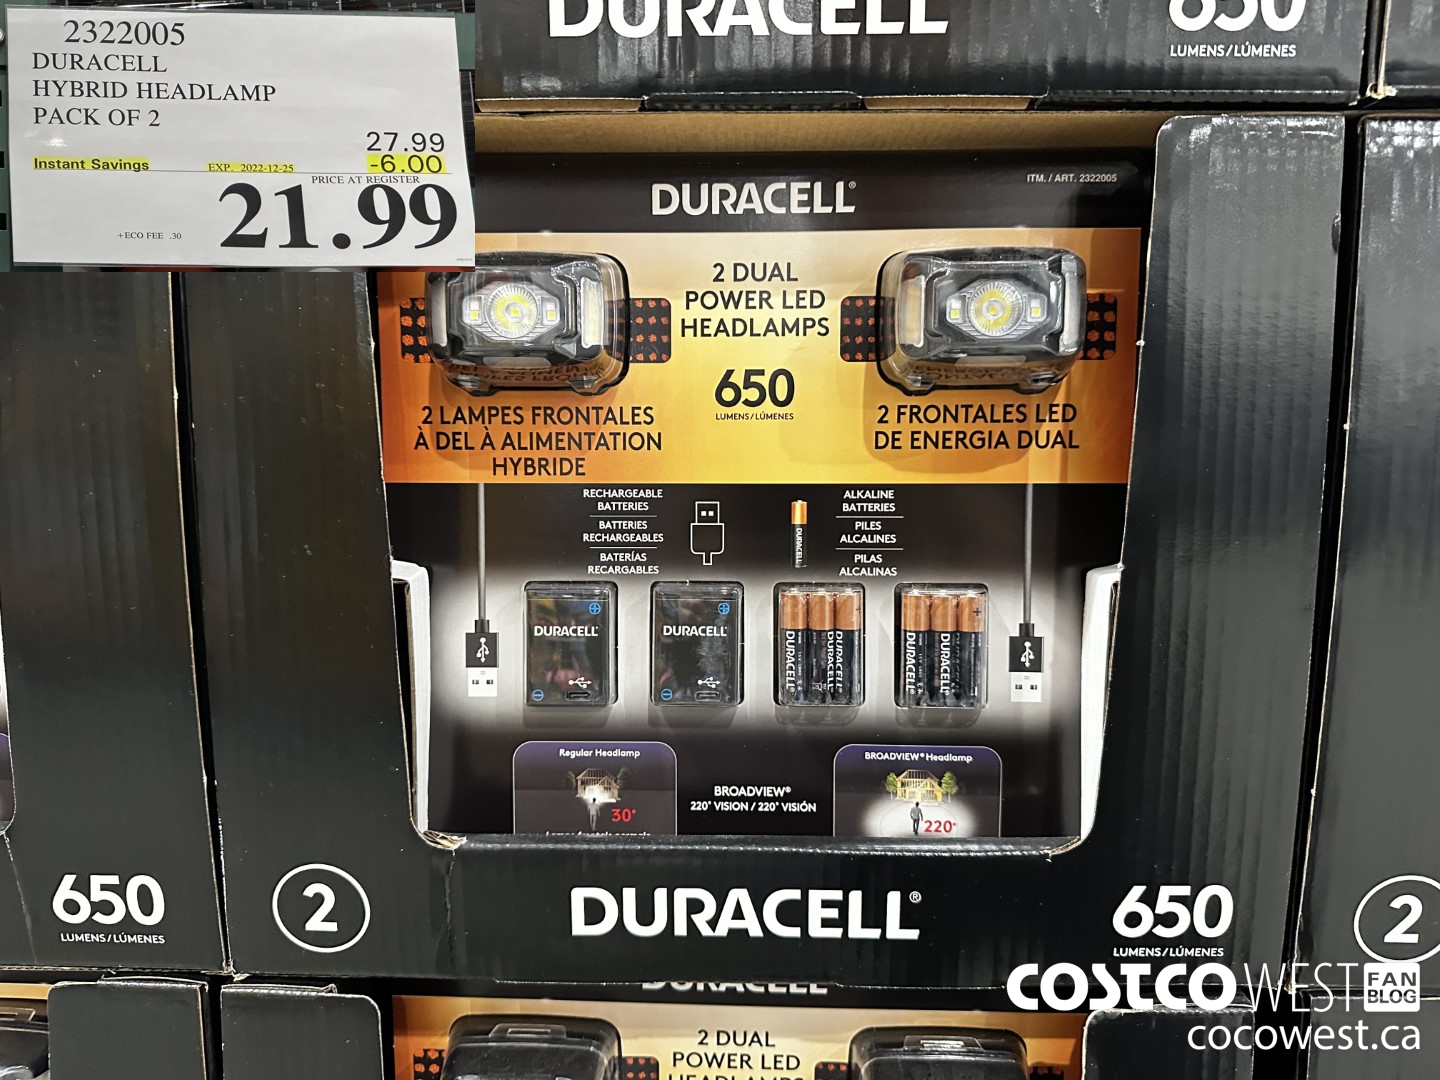 2322005
DURACELL
HYBRID HEADLAMP
PACK OF 2
27.99
Instant Savings EXP. 2022-12-25 -6.00
PRICE AT REGISTER
+ECO FEE .30 21.99
DURACELL
650
LUMENS/LÚMENES
DURACELL®
ITM. / ART. 2322005
2 DUAL
POWER LED
HEADLAMPS
650
LUMENS/LÚMENES
2 LAMPES FRONTALES
À DEL À ALIMENTATION
HYBRIDE
2 FRONTALES LED
DE ENERGIA DUAL
RECHARGEABLE
BATTERIES
BATTERIES
RECHARGEABLES
BATERÍAS
RECARGABLES
DURACELL
ALKALINE
BATTERIES
PILES
ALCALINES
PILAS
ALCALINAS
DURACELL
DURACELL
DURACELL
DURACELL
DURACELL
DURACELL
Regular Headlamp
30°
BROADVIEW®
220° VISION / 220° VISIÓN
BROADVIEW® Headlamp
220°
650
LUMENS/LÚMENES
2
DURACELL®
650
LUMENS/LÚMENES
2
DURACELL
2 DUAL
POWER LED
HEADLAMPS
COSTCO WEST FAN BLOG
cocowest.ca